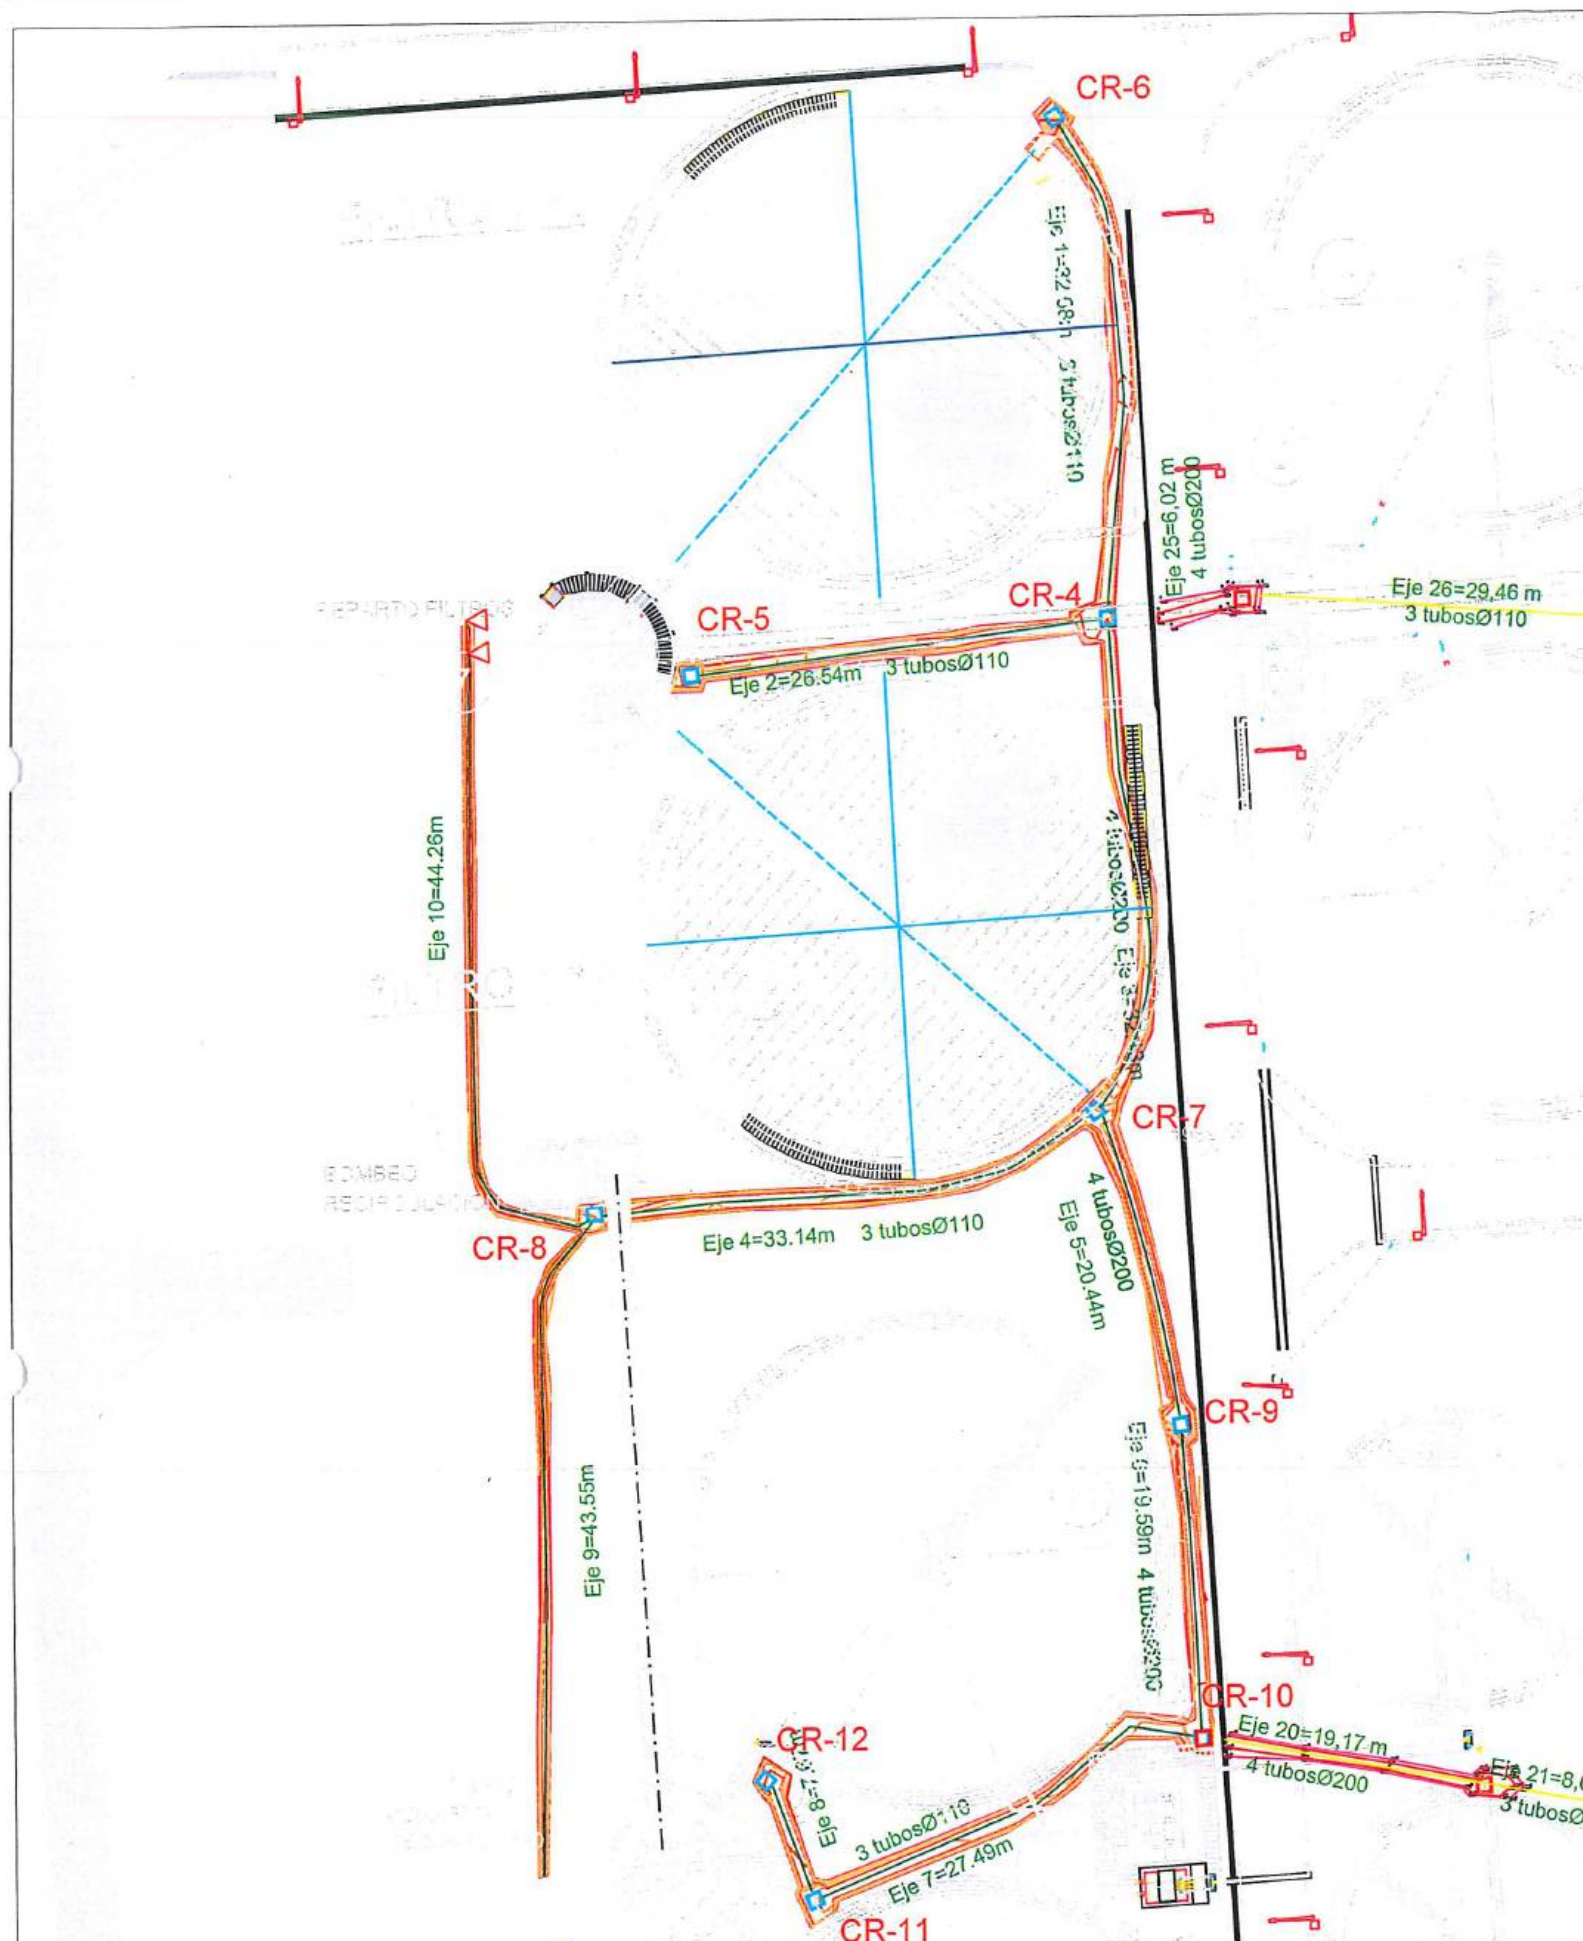 CR-6
Eje 1=32.08m 3 tubosØ110
Eje 25=6,02 m
4 tubosØ200
Eje 26=29,46 m
3 tubosØ110
CR-4
REPARTO FILTROS
CR-5
Eje 2=26.54m 3 tubosØ110
Eje 10=44.26m
4 tubosØ200
CR-7
BOMBEO
CR-8
Eje 4=33.14m 3 tubosØ110
4 tubosØ200
Eje 5=20.44m
CR-9
Eje 6=19.59m 4 tubosØ200
Eje 9=43.55m
CR-10
Eje 20=19,17 m
4 tubosØ200
CR-12
3 tubosØ110
Eje 7=27.49m
CR-11